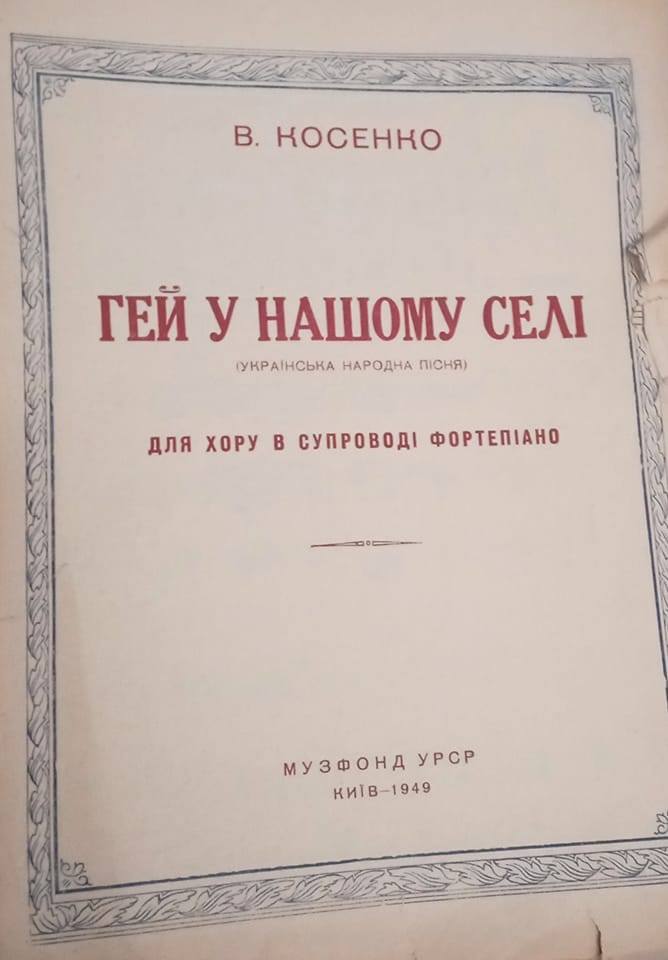 В. КОСЕНКО
ГЕЙ У НАШОМУ СЕЛІ
(УКРАЇНСЬКА НАРОДНА ПІСНЯ)
ДЛЯ ХОРУ В СУПРОВОДІ ФОРТЕПІАНО
МУЗФОНД УРСР
КИЇВ—1949